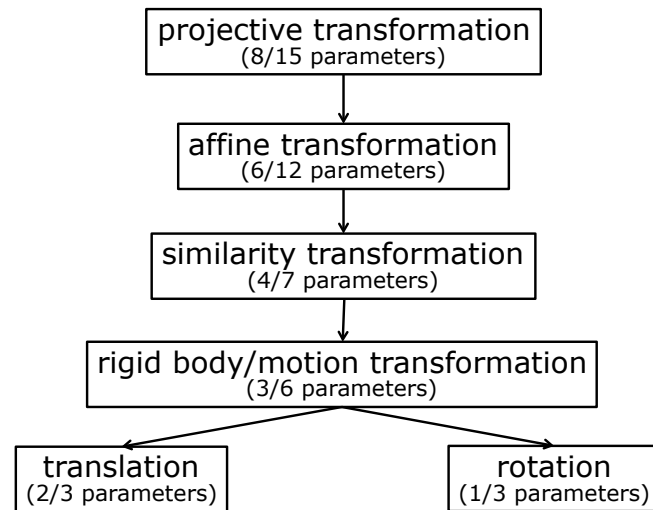 projective transformation
(8/15 parameters)
affine transformation
(6/12 parameters)
similarity transformation
(4/7 parameters)
rigid body/motion transformation
(3/6 parameters)
translation
(2/3 parameters)
rotation
(1/3 parameters)